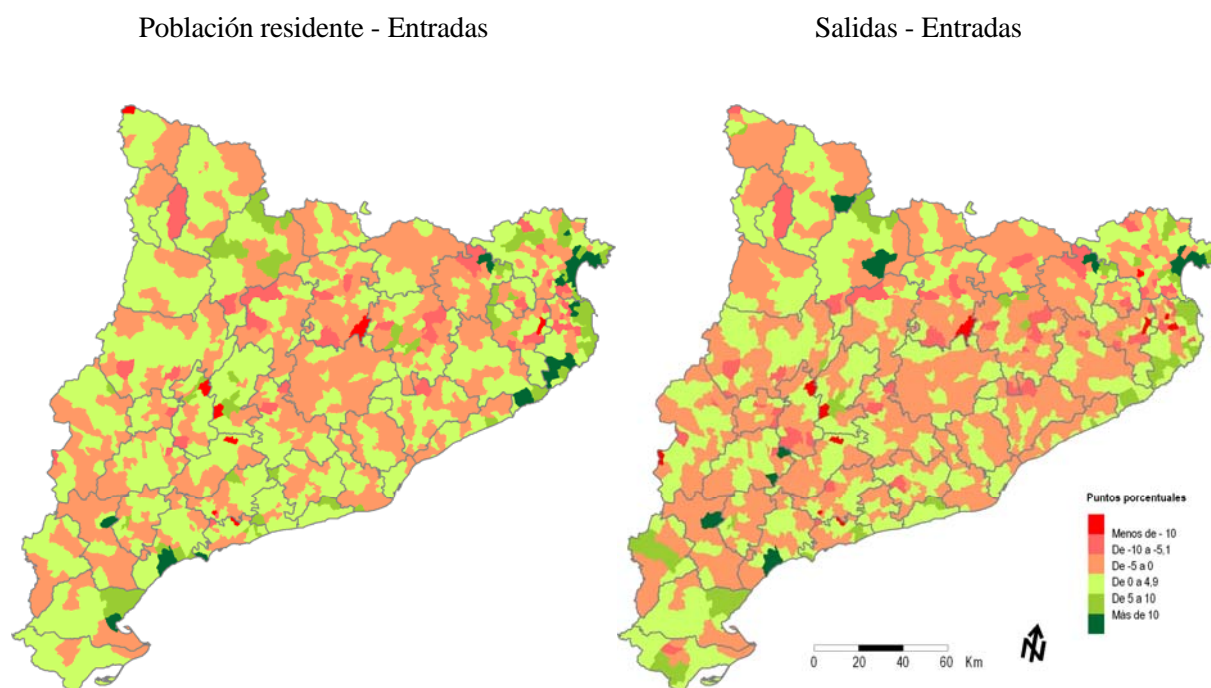 Población residente - Entradas
Salidas - Entradas
Puntos porcentuales
Menos de - 10
De -10 a -5,1
De -5 a 0
De 0 a 4,9
De 5 a 10
Más de 10
0 20 40 60 Km
N